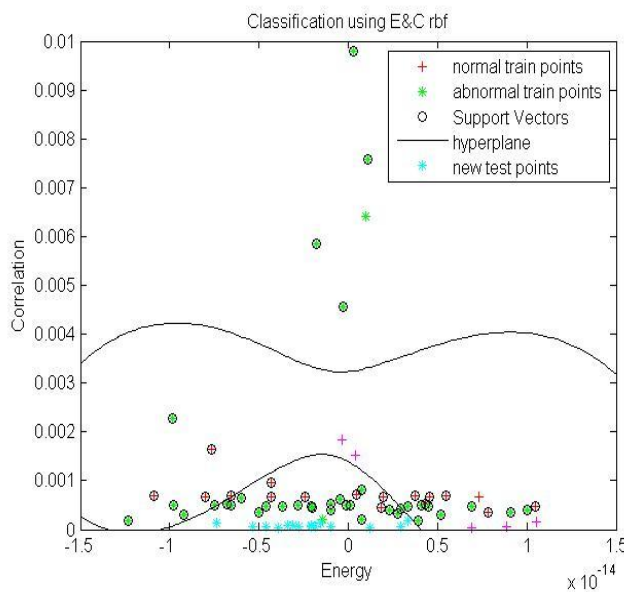 Classification using E&C rbf
0.01
0.009
0.008
0.007
0.006
0.005
0.004
0.003
0.002
0.001
0
Correlation
normal train points
abnormal train points
Support Vectors
hyperplane
new test points
-1.5 -1 -0.5 0 0.5 1 1.5
Energy
x 10^-14